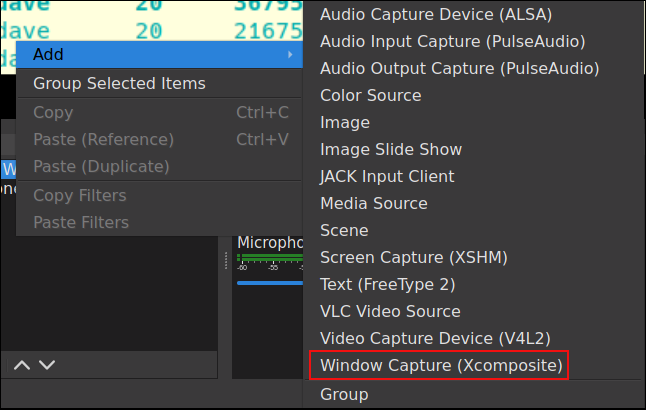 dave 20 36795
dave 20 21675
Add
Group Selected Items
Copy Ctrl+C
Paste (Reference) Ctrl+V
Paste (Duplicate)
Copy Filters
Paste Filters
Audio Capture Device (ALSA)
Audio Input Capture (PulseAudio)
Audio Output Capture (PulseAudio)
Color Source
Image
Image Slide Show
JACK Input Client
Media Source
Scene
Screen Capture (XSHM)
Text (FreeType 2)
VLC Video Source
Video Capture Device (V4L2)
Window Capture (Xcomposite)
Group
W
one
Micropho
-60 -55 -5